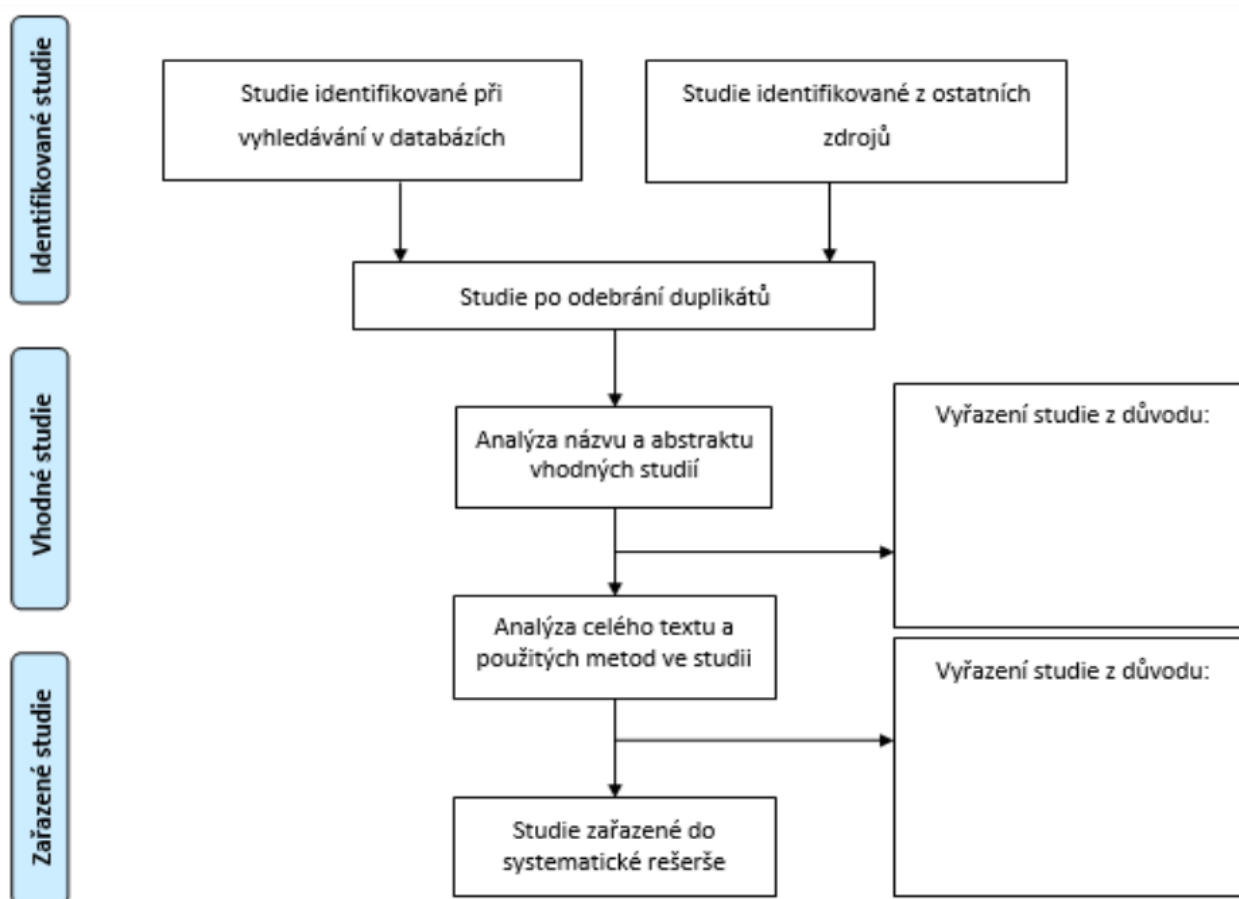 Identifikované studie
Studie identifikované při
vyhledávání v databázích
Studie identifikované z ostatních
zdrojů
Studie po odebrání duplikátů
Vhodné studie
Analýza názvu a abstraktu
vhodných studií
Vyřazení studie z důvodu:
Analýza celého textu a
použitých metod ve studii
Vyřazení studie z důvodu:
Zařazené studie
Studie zařazené do
systematické rešerše